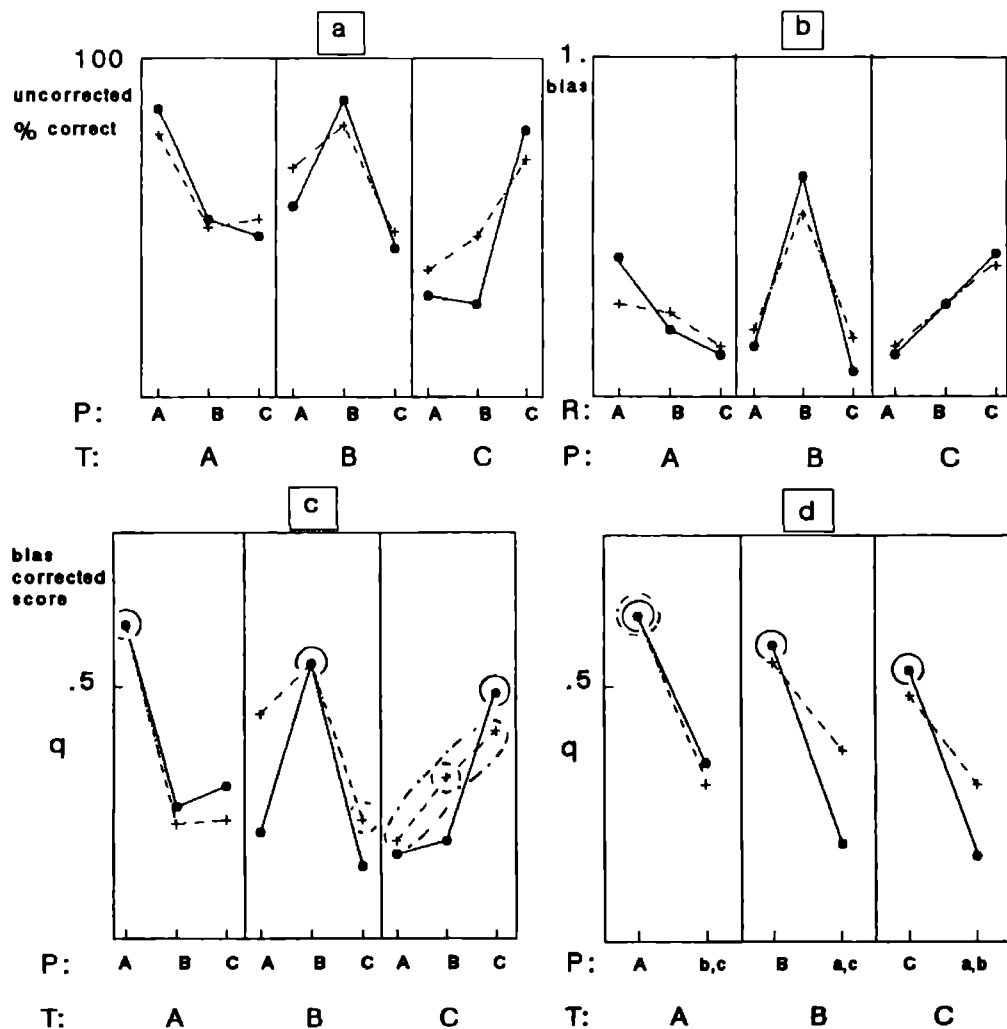 a
b
100
uncorrected
% correct
1.
bias
P: A B C A B C A B C
T: A B C
R: A B C A B C A B C
P: A B C
c
d
bias
corrected
score
.5
q
.5
q
P: A B C A B C A B C
T: A B C
P: A b,c B a,c C a,b
T: A B C